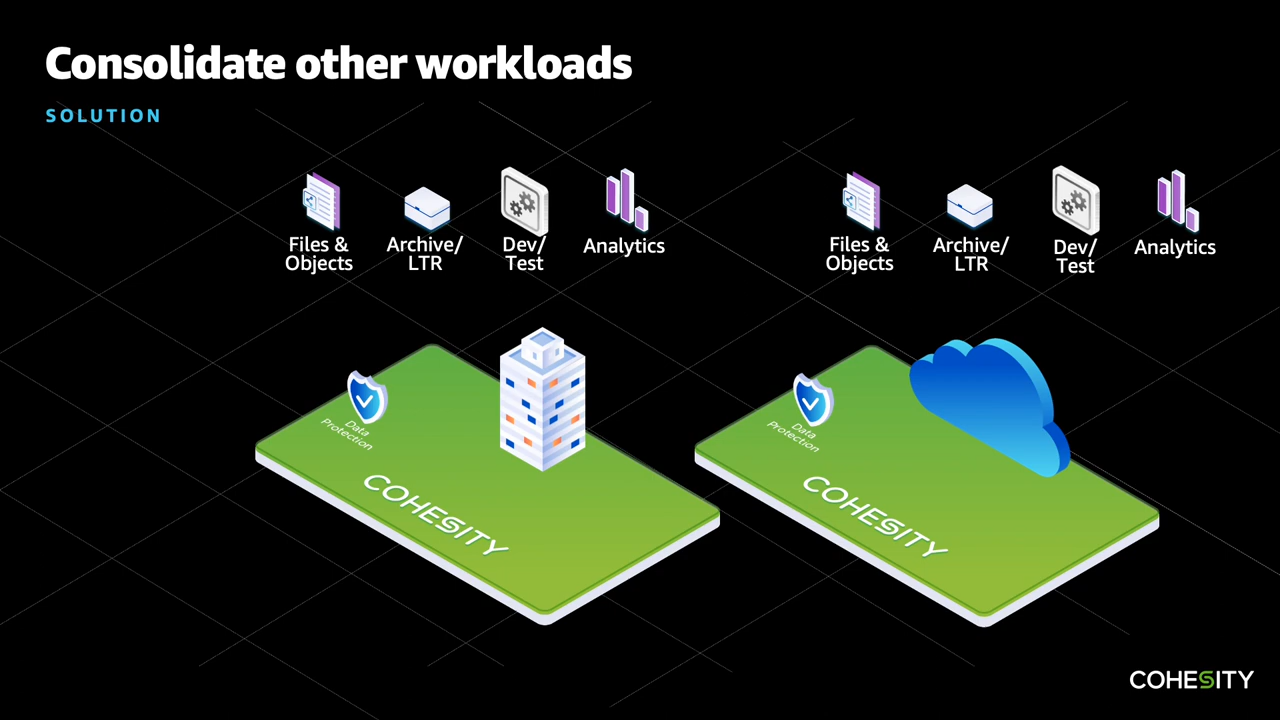 Consolidate other workloads
SOLUTION
Files &
Objects
Archive/
LTR
Dev/
Test
Analytics
Files &
Objects
Archive/
LTR
Dev/
Test
Analytics
Data
Protection
COHESITY
Data
Protection
COHESITY
COHESITY